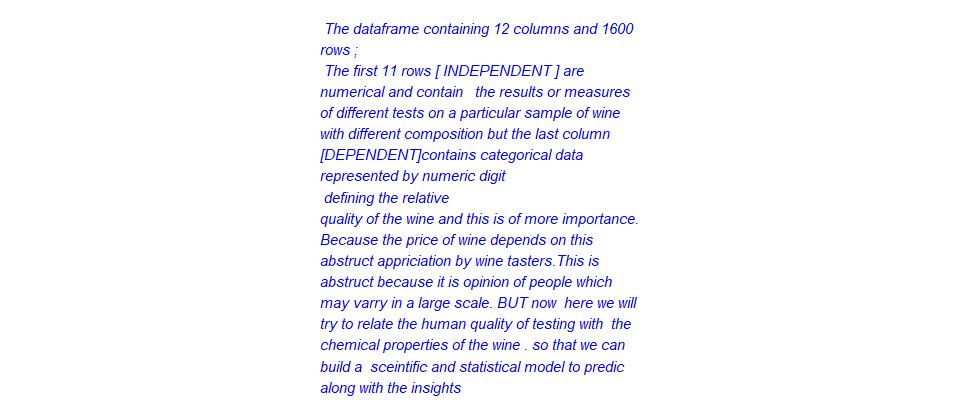 The dataframe containing 12 columns and 1600
rows ;
The first 11 rows [ INDEPENDENT ] are
numerical and contain   the results or measures
of different tests on a particular sample of wine
with different composition but the last column
[DEPENDENT]contains categorical data
represented by numeric digit
defining the relative
quality of the wine and this is of more importance.
Because the price of wine depends on this
abstruct appriciation by wine tasters.This is
abstruct because it is opinion of people which
may varry in a large scale. BUT now  here we will
try to relate the human quality of testing with  the
chemical properties of the wine . so that we can
build a  sceintific and statistical model to predic
along with the insights